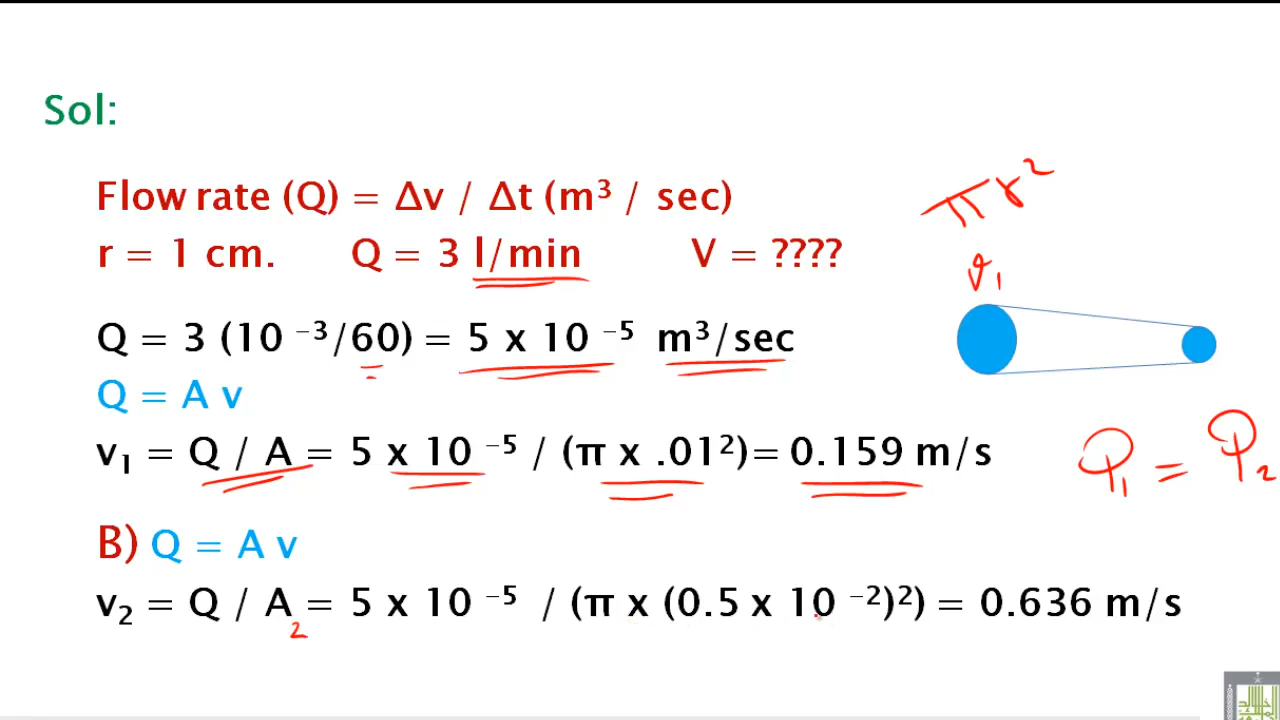 Sol:
Flow rate (Q) = Δv / Δt (m³ / sec)
r = 1 cm. Q = 3 l/min V = ????
Q = 3 (10 ⁻³/60) = 5 x 10 ⁻⁵ m³/sec
Q = A v
v₁ = Q / A = 5 x 10 ⁻⁵ / (π x .01²)= 0.159 m/s
B) Q = A v
v₂ = Q / A₂ = 5 x 10 ⁻⁵ / (π x (0.5 x 10 ⁻²)²) = 0.636 m/s
πr²
v₁
Q₁ = Q₂